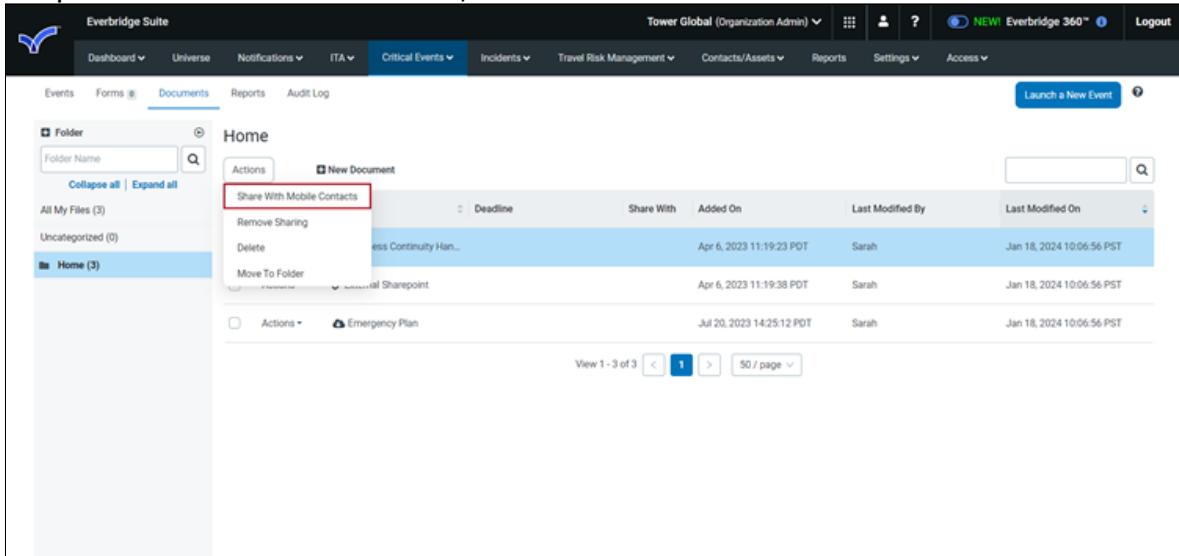 Everbridge Suite
Tower Global (Organization Admin)
?
NEW! Everbridge 360™
Logout
Dashboard
Universe
Notifications
ITA
Critical Events
Incidents
Travel Risk Management
Contacts/Assets
Reports
Settings
Access
Events
Forms
Documents
Reports
Audit Log
Launch a New Event
Folder
Folder Name
Collapse all | Expand all
All My Files (3)
Uncategorized (0)
Home (3)
Home
Actions
New Document
Share With Mobile Contacts
Remove Sharing
Delete
Move To Folder
Deadline
Share With
Added On
Last Modified By
Last Modified On
ess Continuity Han...
Apr 6, 2023 11:19:23 PDT
Sarah
Jan 18, 2024 10:06:56 PST
nal Sharepoint
Apr 6, 2023 11:19:38 PDT
Sarah
Jan 18, 2024 10:06:56 PST
Actions
Emergency Plan
Jul 20, 2023 14:25:12 PDT
Sarah
Jan 18, 2024 10:06:56 PST
View 1 - 3 of 3
<
1
>
50 / page